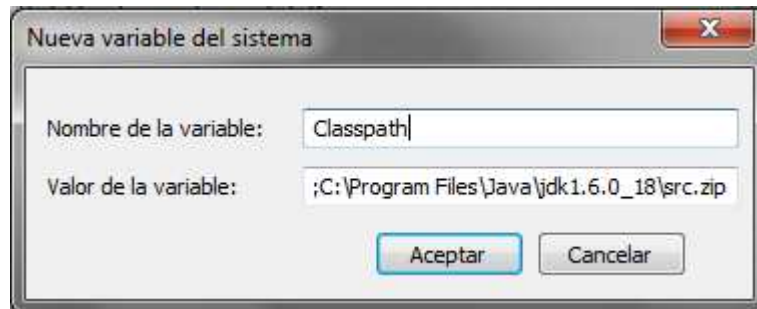 Nueva variable del sistema
Nombre de la variable: Classpath
Valor de la variable: ;C:\Program Files\Java\jdk1.6.0_18\src.zip
Aceptar Cancelar